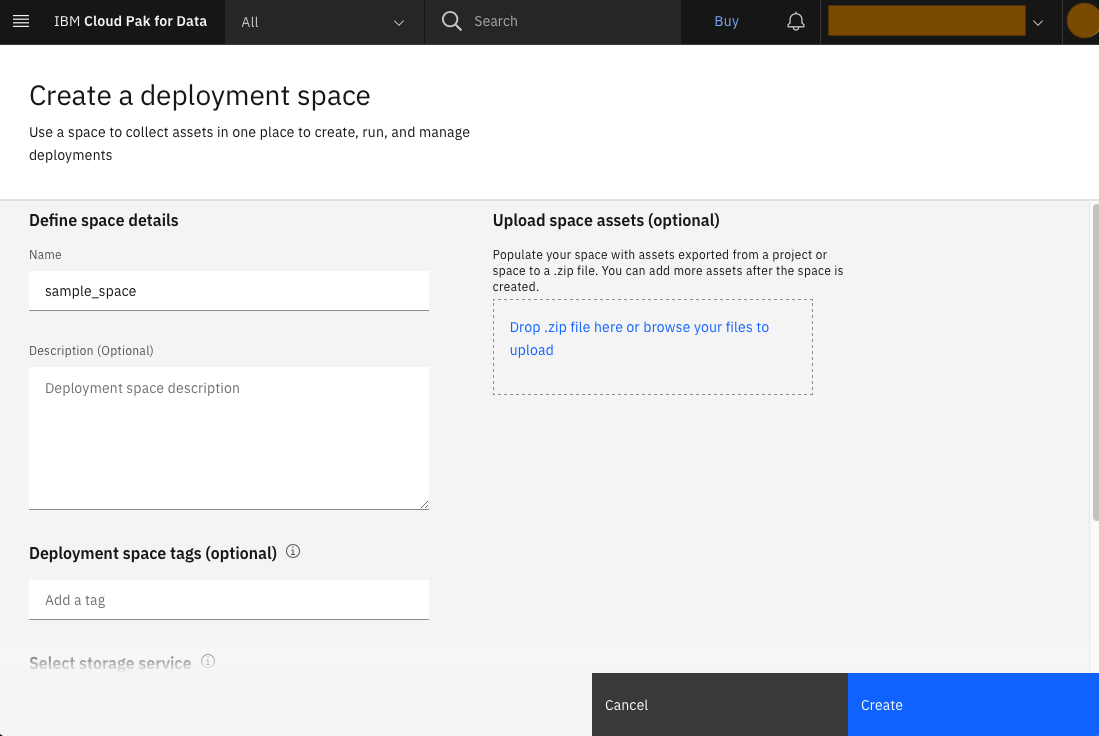 IBM Cloud Pak for Data
All
Search
Buy
Create a deployment space
Use a space to collect assets in one place to create, run, and manage
deployments
Define space details
Name
sample_space
Description (Optional)
Deployment space description
Deployment space tags (optional)
Add a tag
Select storage service
Upload space assets (optional)
Populate your space with assets exported from a project or
space to a .zip file. You can add more assets after the space is
created.
Drop .zip file here or browse your files to
upload
Cancel
Create